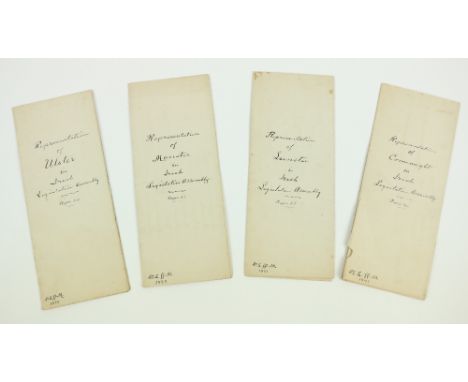 Representation
of
Ulster
in
Irish
Legislative Assembly
Representation
of
Munster
in
Irish
Legislative Assembly
Representation
of
Leinster
in
Irish
Legislative Assembly
Representation
of
Connaught
in
Irish
Legislative Assembly